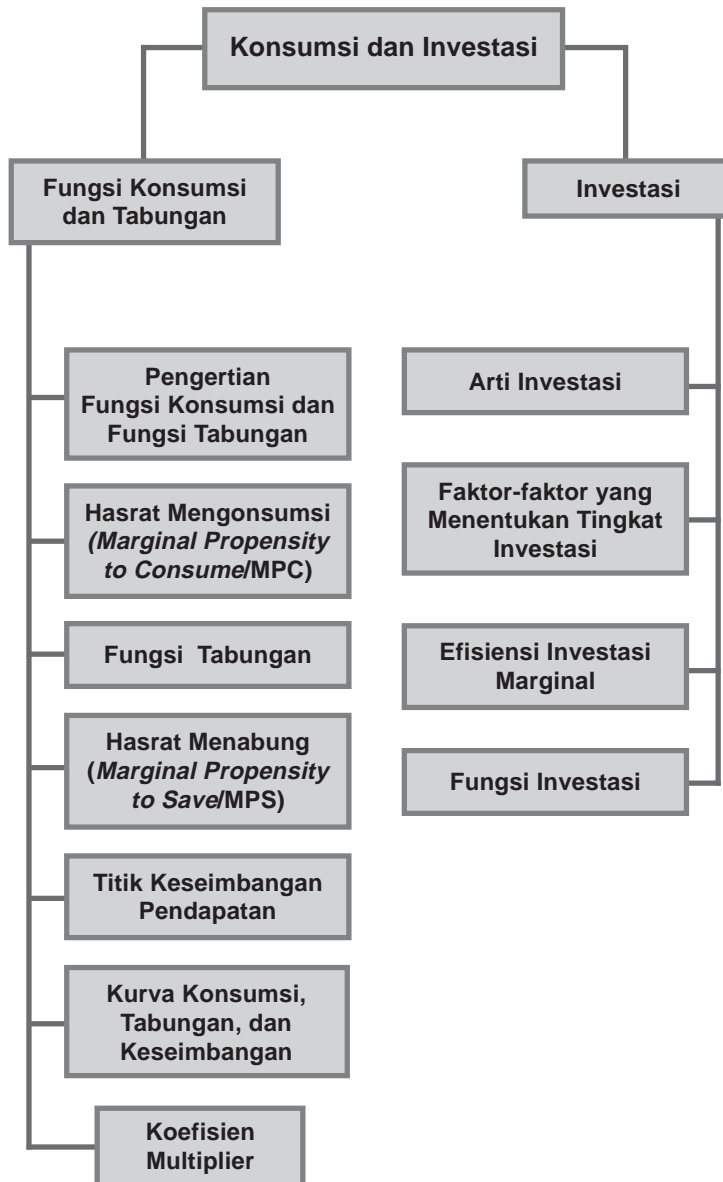 Konsumsi dan Investasi
Fungsi Konsumsi
dan Tabungan
Investasi
Pengertian
Fungsi Konsumsi dan
Fungsi Tabungan
Hasrat Mengonsumsi
(Marginal Propensity
to Consume/MPC)
Fungsi Tabungan
Hasrat Menabung
(Marginal Propensity
to Save/MPS)
Titik Keseimbangan
Pendapatan
Kurva Konsumsi,
Tabungan, dan
Keseimbangan
Koefisien
Multiplier
Arti Investasi
Faktor-faktor yang
Menentukan Tingkat
Investasi
Efisiensi Investasi
Marginal
Fungsi Investasi